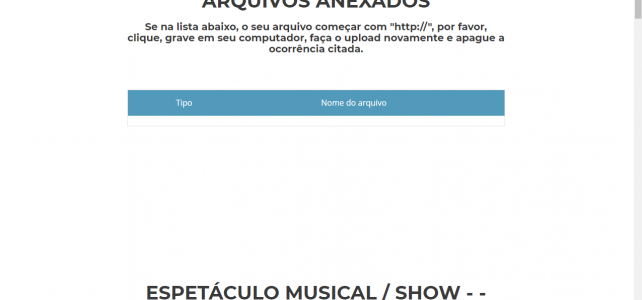 ARQUIVOS ANEXADOS
Se na lista abaixo, o seu arquivo começar com "http://", por favor,
clique, grave em seu computador, faça o upload novamente e apague a
ocorrência citada.
Tipo Nome do arquivo
ESPETÁCULO MUSICAL / SHOW - -